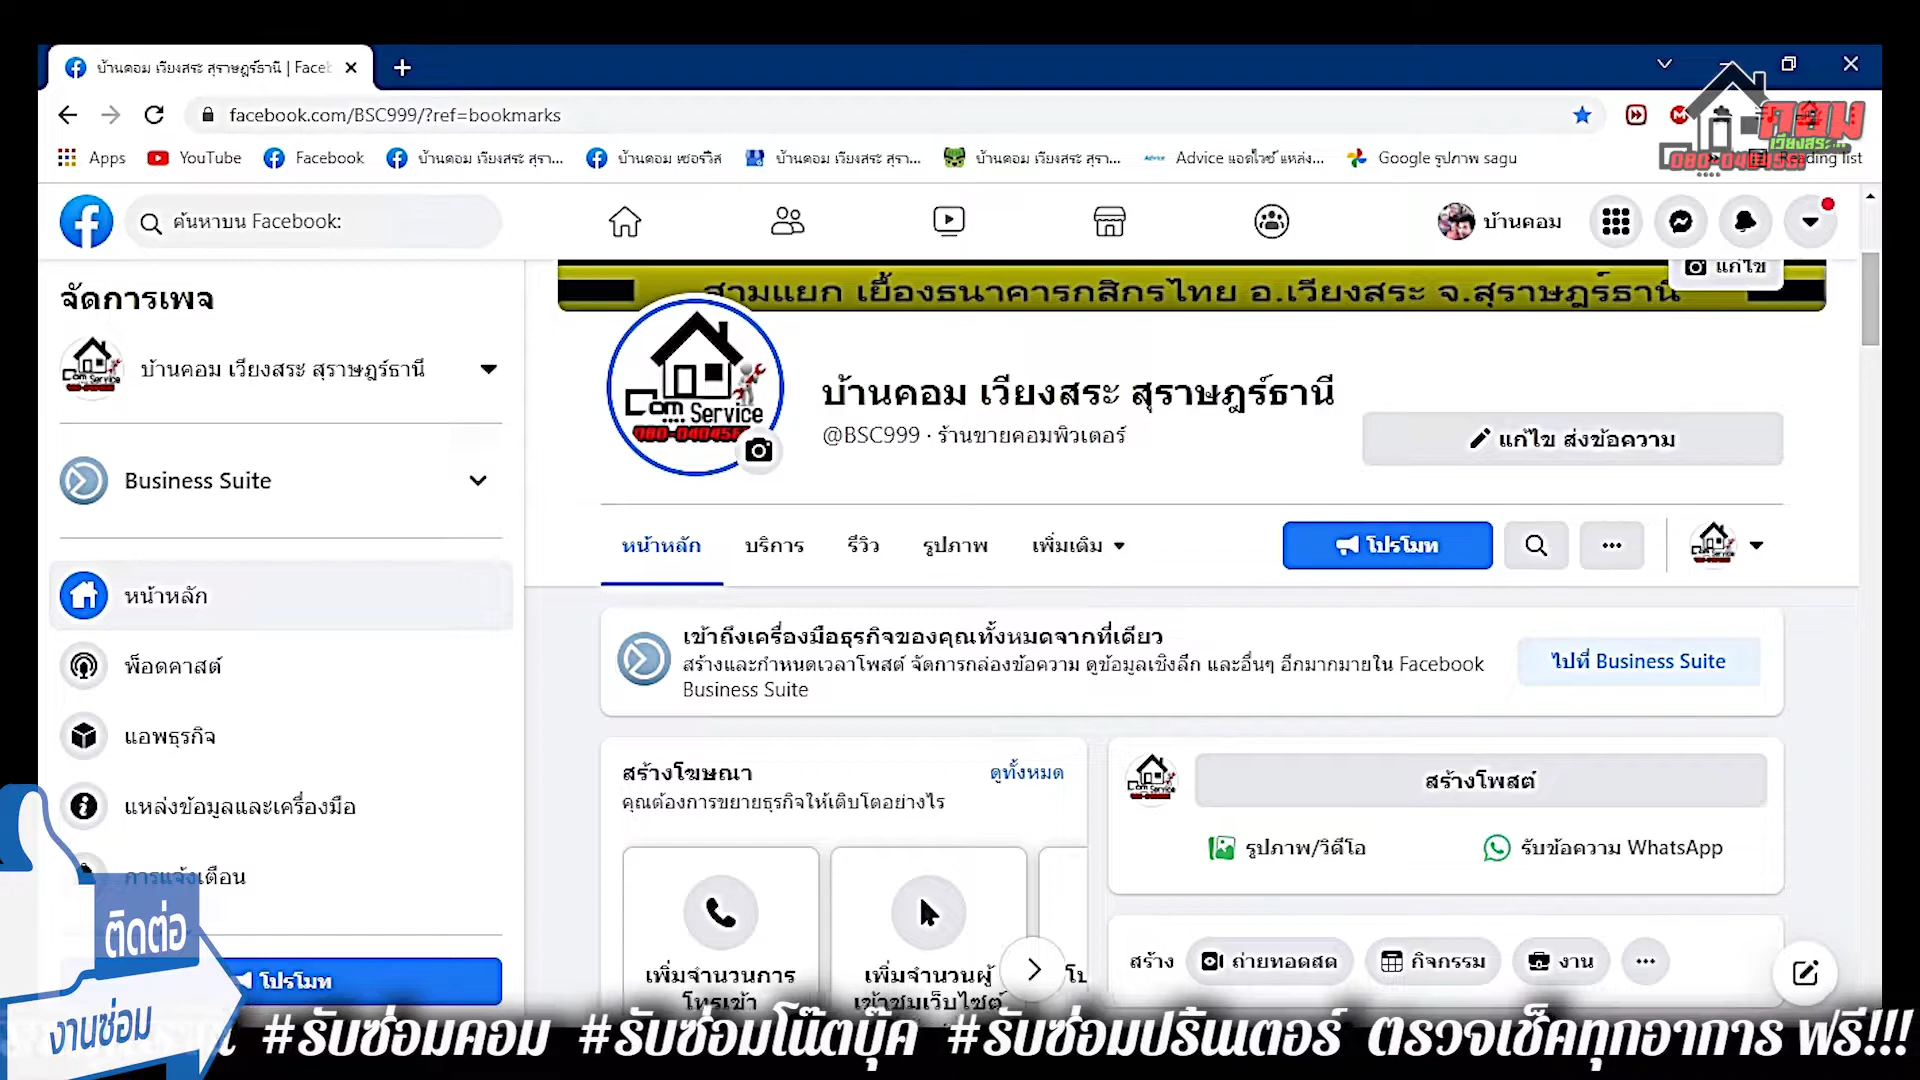 บ้านคอม เวียงสระ สุราษฎร์ธานี | Faceb
facebook.com/BSC999/?ref=bookmarks
Apps YouTube Facebook บ้านคอม เวียงสระ สุรา... บ้านคอม เซอร์วิส บ้านคอม เวียงสระ สุรา... บ้านคอม เวียงสระ สุรา... Advice แอดไวซ์ แหล่ง... Google รูปภาพ sagu Reading list
คอม
เวียงสระ...
ค้นหาบน Facebook:
บ้านคอม
จัดการเพจ
บ้านคอม เวียงสระ สุราษฎร์ธานี
Business Suite
หน้าหลัก
พ็อดคาสต์
แอพธุรกิจ
แหล่งข้อมูลและเครื่องมือ
การแจ้งเตือน
โปรโมท
สามแยก เยื้องธนาคารกสิกรไทย อ.เวียงสระ จ.สุราษฎร์ธานี
แก้ไข
Com Service
บ้านคอม เวียงสระ สุราษฎร์ธานี
@BSC999 · ร้านขายคอมพิวเตอร์
แก้ไข ส่งข้อความ
หน้าหลัก บริการ รีวิว รูปภาพ เพิ่มเติม
โปรโมท
เข้าถึงเครื่องมือธุรกิจของคุณทั้งหมดจากที่เดียว
สร้างและกำหนดเวลาโพสต์ จัดการกล่องข้อความ ดูข้อมูลเชิงลึก และอื่นๆ อีกมากมายใน Facebook
Business Suite
ไปที่ Business Suite
สร้างโฆษณา
ดูทั้งหมด
คุณต้องการขยายธุรกิจให้เติบโตอย่างไร
เพิ่มจำนวนการ
โทรเข้า
เพิ่มจำนวนผู้
เข้าชมเว็บไซต์
สร้างโพสต์
รูปภาพ/วิดีโอ
รับข้อความ WhatsApp
สร้าง ถ่ายทอดสด กิจกรรม งาน
ติดต่อ
งานซ่อม
#รับซ่อมคอม #รับซ่อมโน๊ตบุ๊ค #รับซ่อมปริ้นเตอร์ ตรวจเช็คทุกอาการ ฟรี!!!